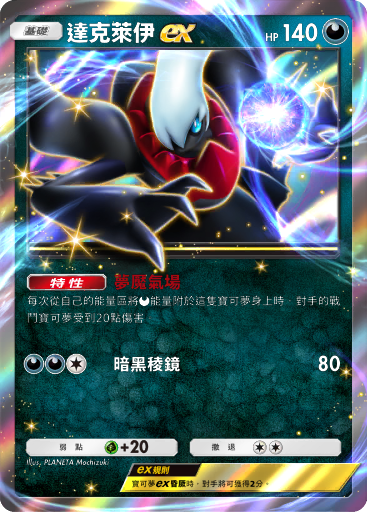 基礎 達克萊伊ex HP 140
特性 夢魘氣場
每次從自己的能量區將能量附於這隻寶可夢身上時，對手的戰
鬥寶可夢受到20點傷害
暗黑稜鏡 80
弱點 +20 撤退
Illus. PLANETA Mochizuki
ex規則
寶可夢ex昏厥時，對手將可獲得2分。